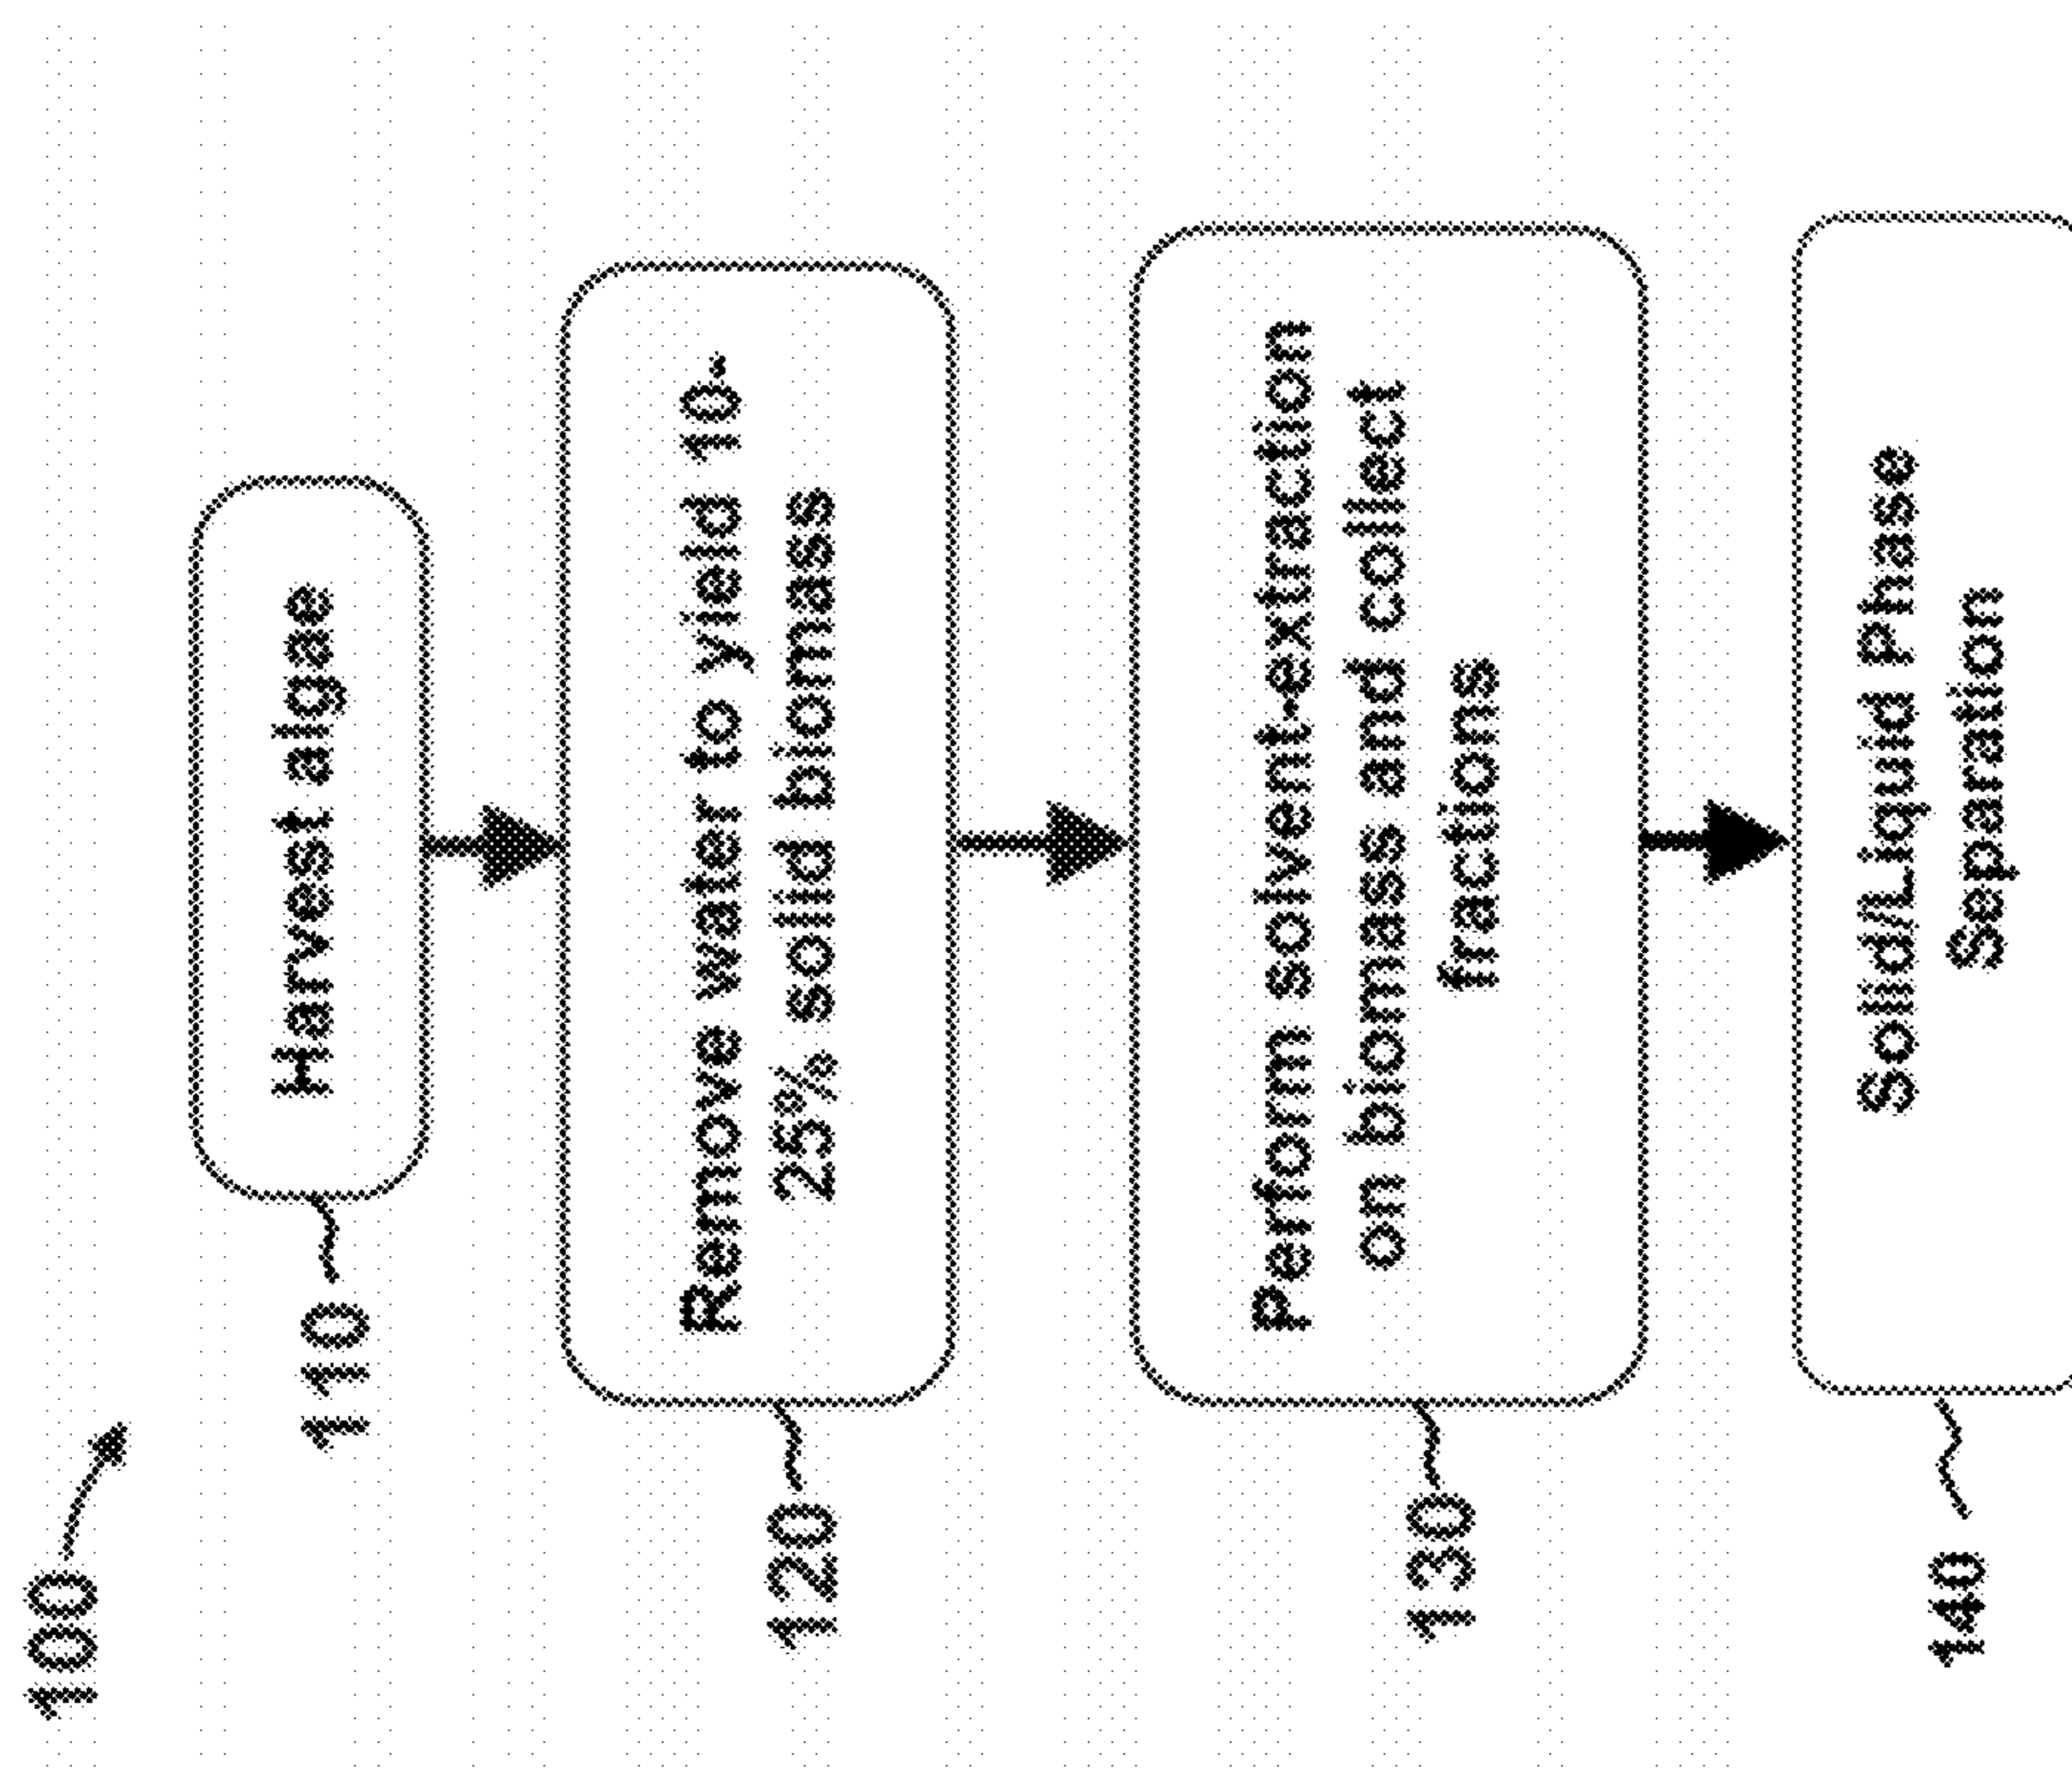 100
110
Harvest algae
120
Remove water to yield 10-
25% solid biomass
130
Perform solvent-extraction
on biomass and collect
fractions
140
Solid/Liquid Phase
Separation